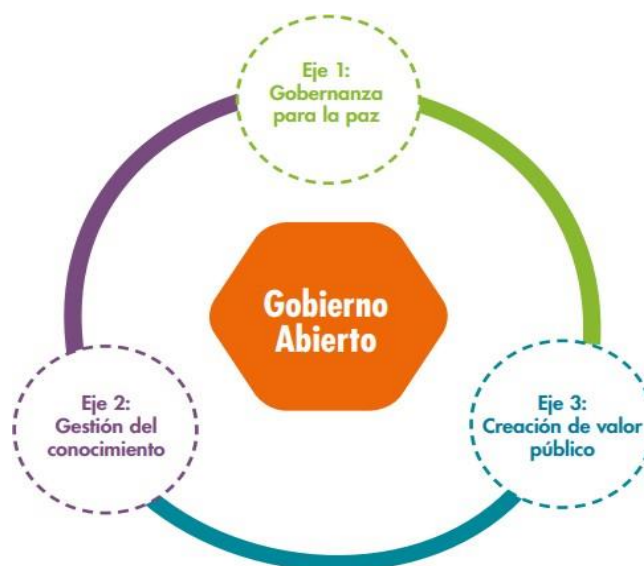 Eje 1:
Gobernanza
para la paz
Gobierno
Abierto
Eje 2:
Gestión del
conocimiento
Eje 3:
Creación de valor
público